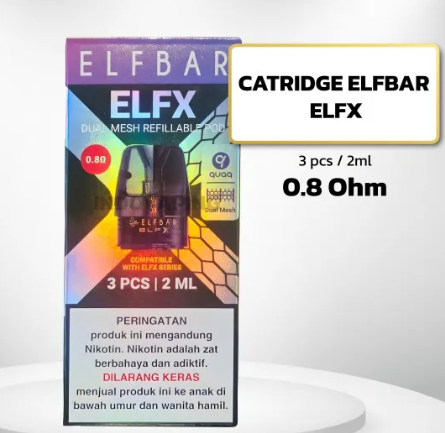 ELFBAR
ELFX
DUAL MESH REFILLABLE POD
0.8Ω
quaq
Dual Mesh
ELFBAR
ELFX
COMPATIBLE
WITH ELFX SERIES
3 PCS | 2 ML
PERINGATAN
produk ini mengandung
Nikotin. Nikotin adalah zat
berbahaya dan adiktif.
DILARANG KERAS
menjual produk ini ke anak di
bawah umur dan wanita hamil.
CATRIDGE ELFBAR
ELFX
3 pcs / 2ml
0.8 Ohm